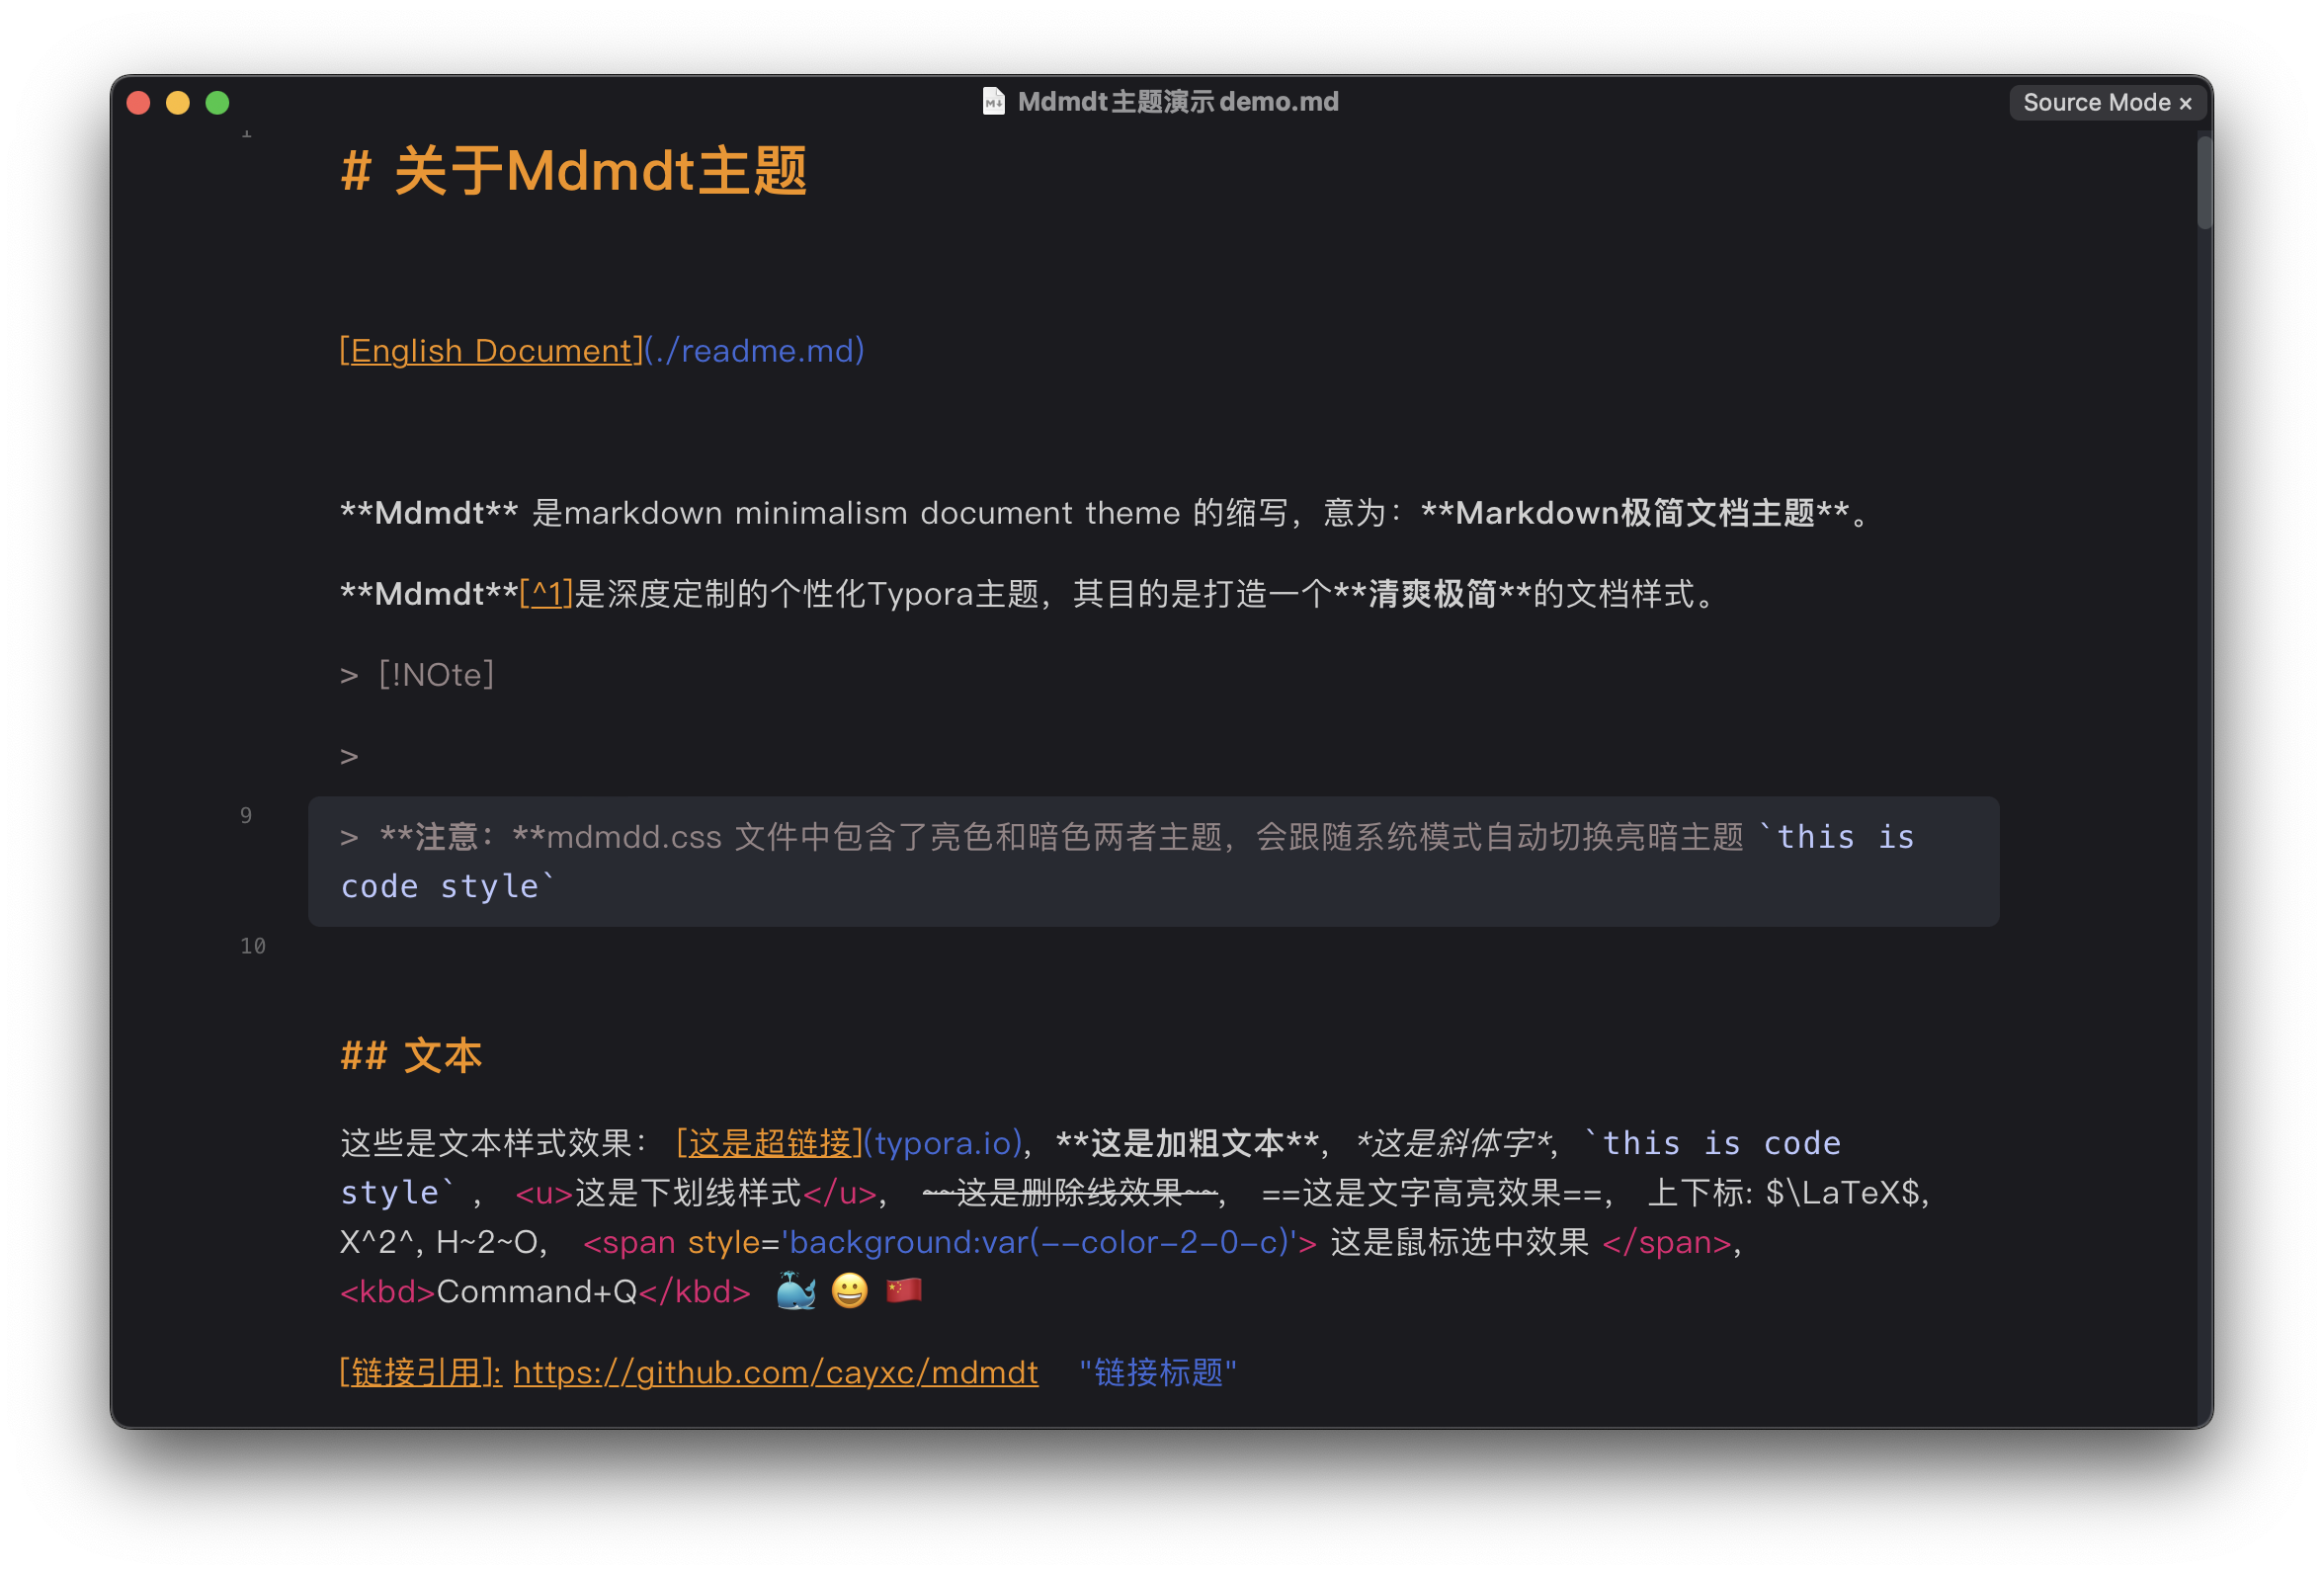 Mdmdt主题演示demo.md
Source Mode ×
1
# 关于Mdmdt主题
[English Document](./readme.md)
**Mdmdt** 是markdown minimalism document theme 的缩写，意为：**Markdown极简文档主题**。
**Mdmdt**[^1]是深度定制的个性化Typora主题，其目的是打造一个**清爽极简**的文档样式。
> [!NOte]
>
9
> **注意：**mdmdd.css 文件中包含了亮色和暗色两者主题，会跟随系统模式自动切换亮暗主题 `this is
code style`
10
## 文本
这些是文本样式效果： [这是超链接](typora.io)，**这是加粗文本**，*这是斜体字*，`this is code
style` ， <u>这是下划线样式</u>， ~~这是删除线效果~~， ==这是文字高亮效果==， 上下标: $\LaTeX$,
X^2^, H~2~O, <span style='background:var(--color-2-0-c)'> 这是鼠标选中效果 </span>,
<kbd>Command+Q</kbd> 🐳 😀 🇨🇳
[链接引用]: https://github.com/cayxc/mdmdt "链接标题"